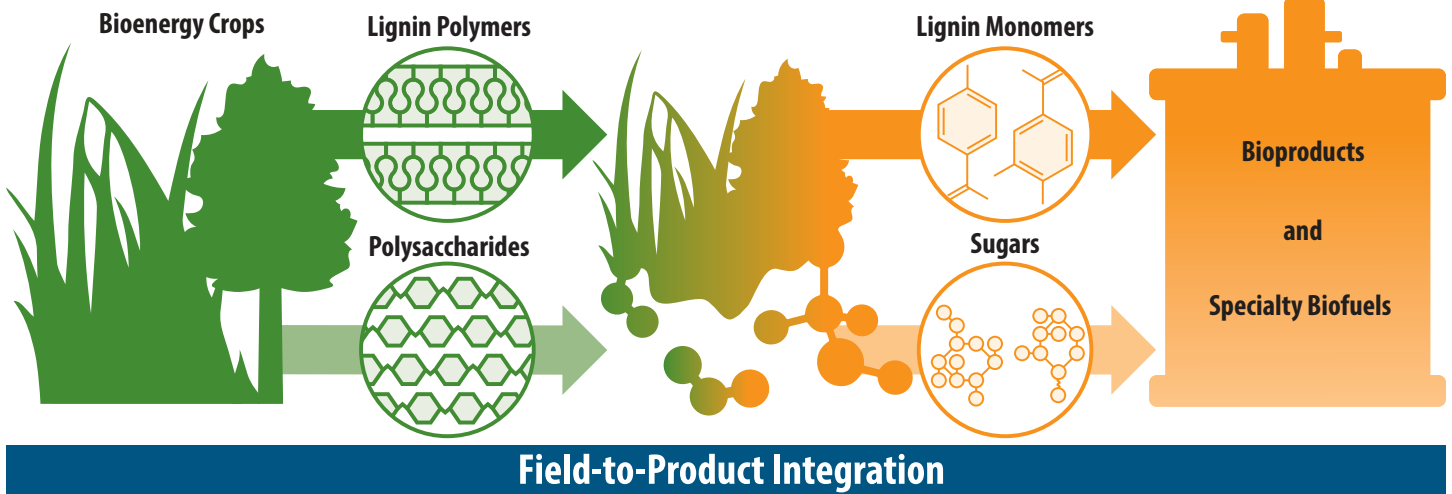 Bioenergy Crops
Lignin Polymers
Lignin Monomers
Polysaccharides
Sugars
Bioproducts
and
Specialty Biofuels
Field-to-Product Integration